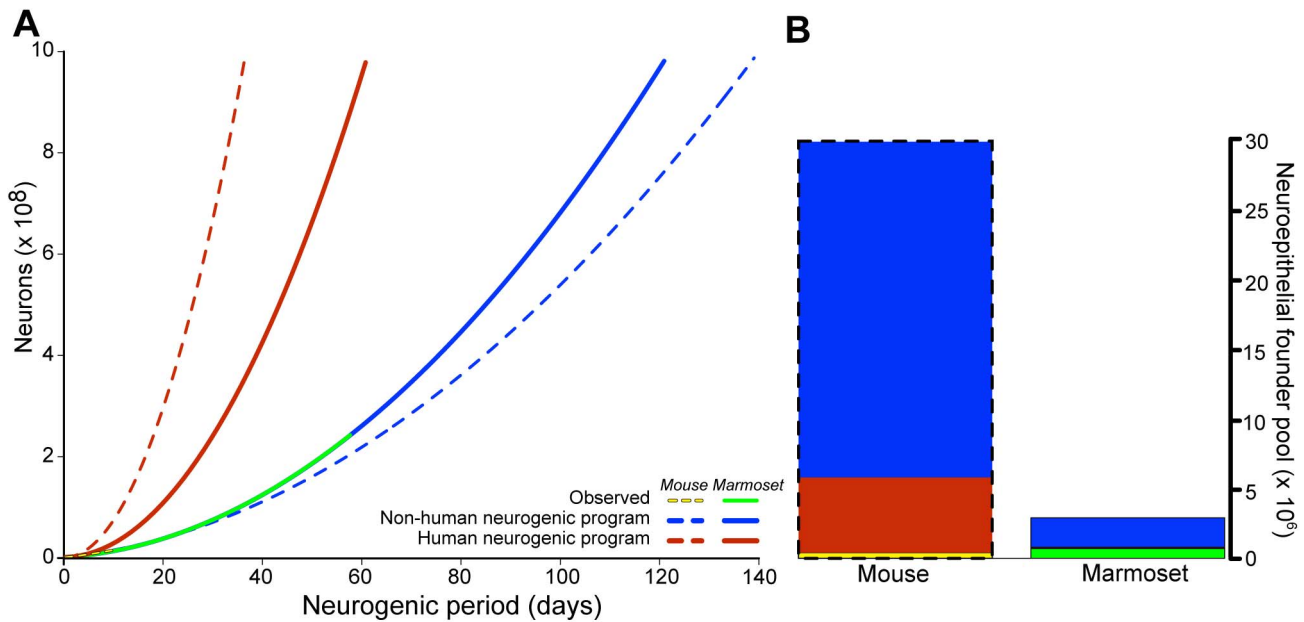 A
10
8
6
4
2
0
Neurons (x 10⁸)
0 20 40 60 80 100 120 140
Neurogenic period (days)
Mouse Marmoset
Observed
Non-human neurogenic program
Human neurogenic program
B
30
25
20
15
10
5
0
Neuroepithelial founder pool (x 10⁶)
Mouse Marmoset